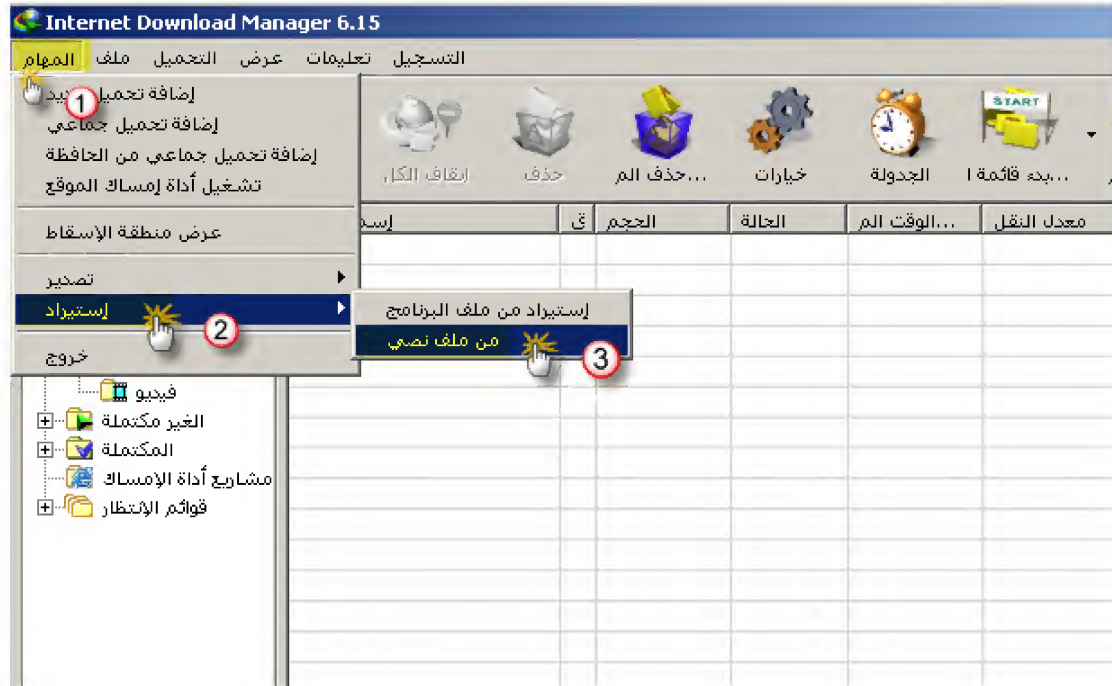 Internet Download Manager 6.15
المهام ملف التحميل عرض تعليمات التسجيل
1
إضافة تحميل
إضافة تحميل جماعي
إضافة تحميل جماعي من الحافظة
تشغيل أداة إمساك الموقع
عرض منطقة الإسقاط
تصدير
إستيراد
2
خروج
إستيراد من ملف البرنامج
من ملف نصي
3
إيقاف الكل
حذف
حذف الم...
خيارات
الجدولة
START
بدء قائمة ا...
ق
الحجم
الحالة
الوقت الم...
معدل النقل
فيديو
الغير مكتملة
المكتملة
مشاريع أداة الإمساك
قوائم الإنتظار